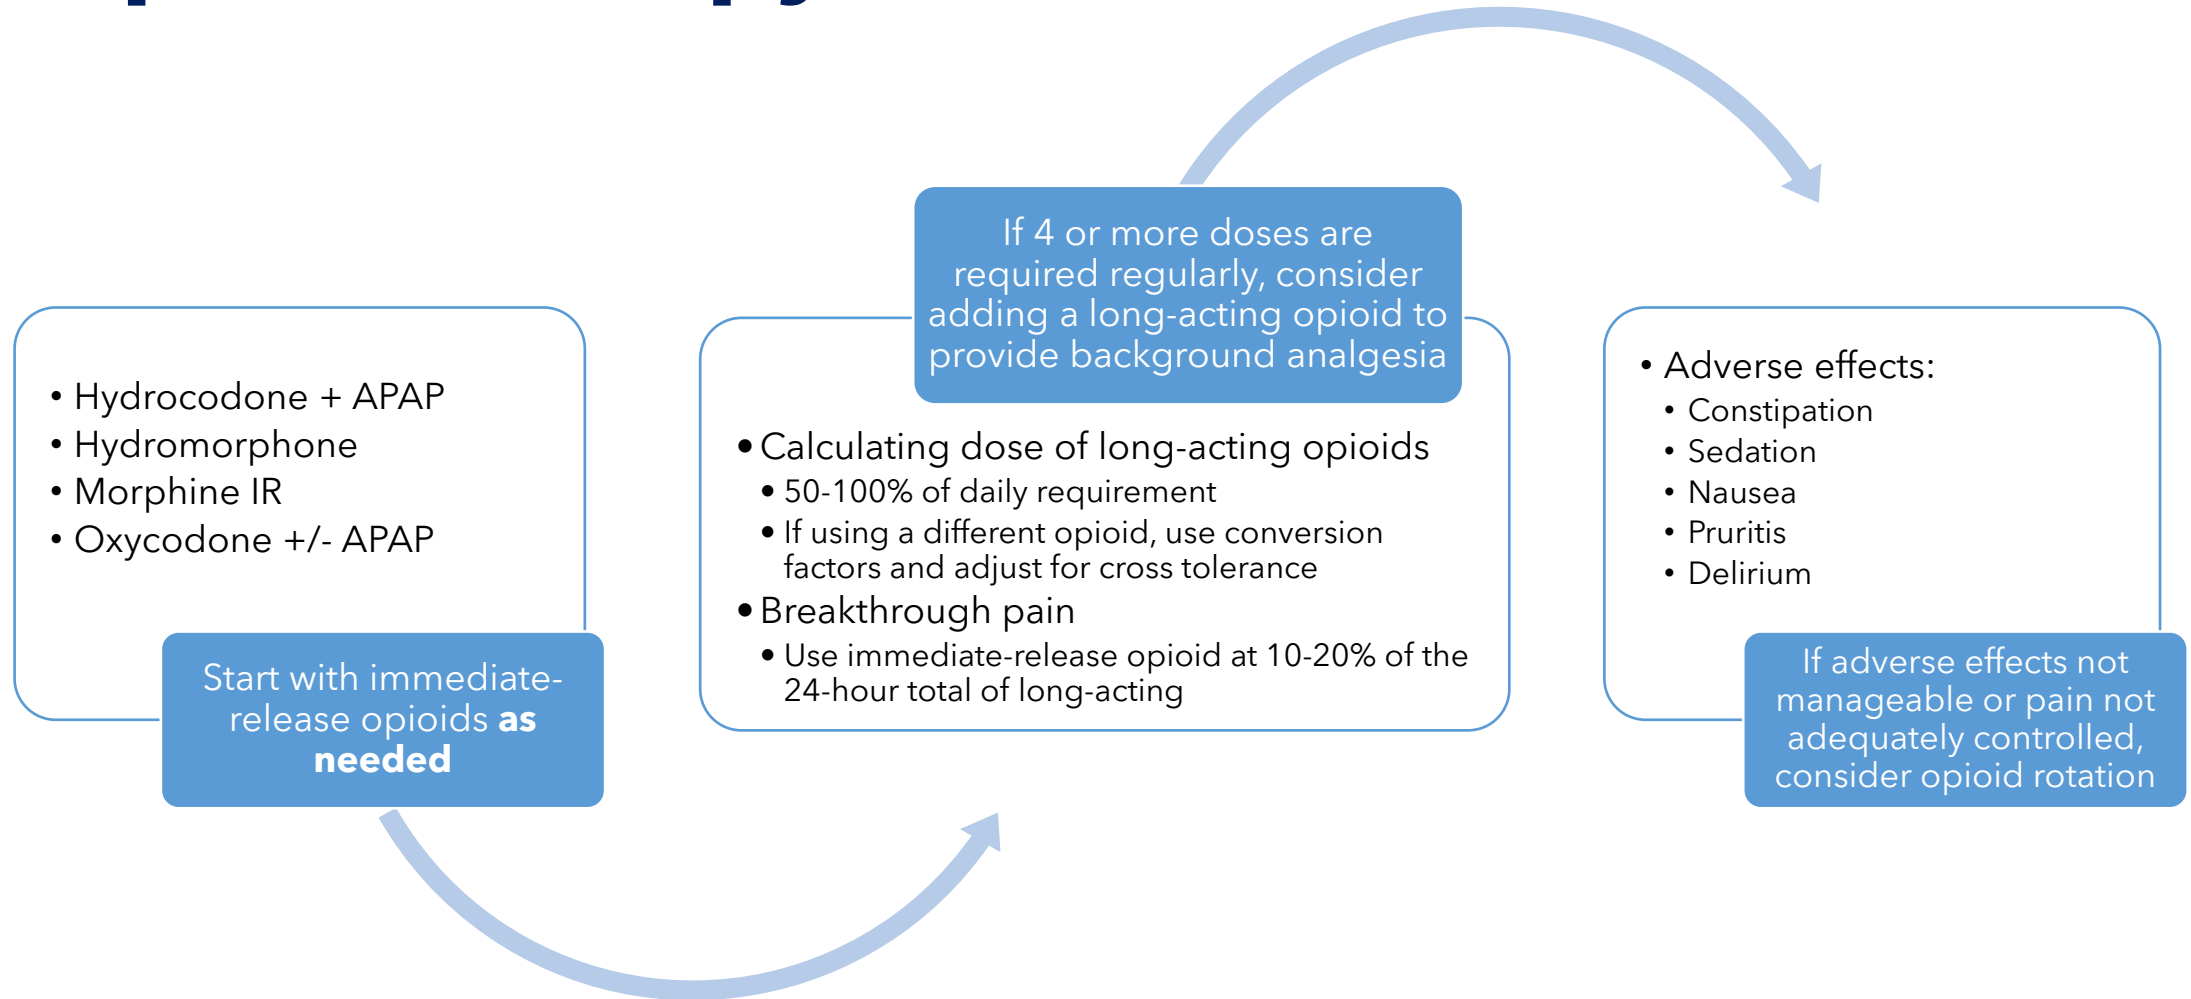 • Hydrocodone + APAP
• Hydromorphone
• Morphine IR
• Oxycodone +/- APAP
Start with immediate-
release opioids as
needed
If 4 or more doses are
required regularly, consider
adding a long-acting opioid to
provide background analgesia
• Calculating dose of long-acting opioids
• 50-100% of daily requirement
• If using a different opioid, use conversion
factors and adjust for cross tolerance
• Breakthrough pain
• Use immediate-release opioid at 10-20% of the
24-hour total of long-acting
• Adverse effects:
• Constipation
• Sedation
• Nausea
• Pruritis
• Delirium
If adverse effects not
manageable or pain not
adequately controlled,
consider opioid rotation